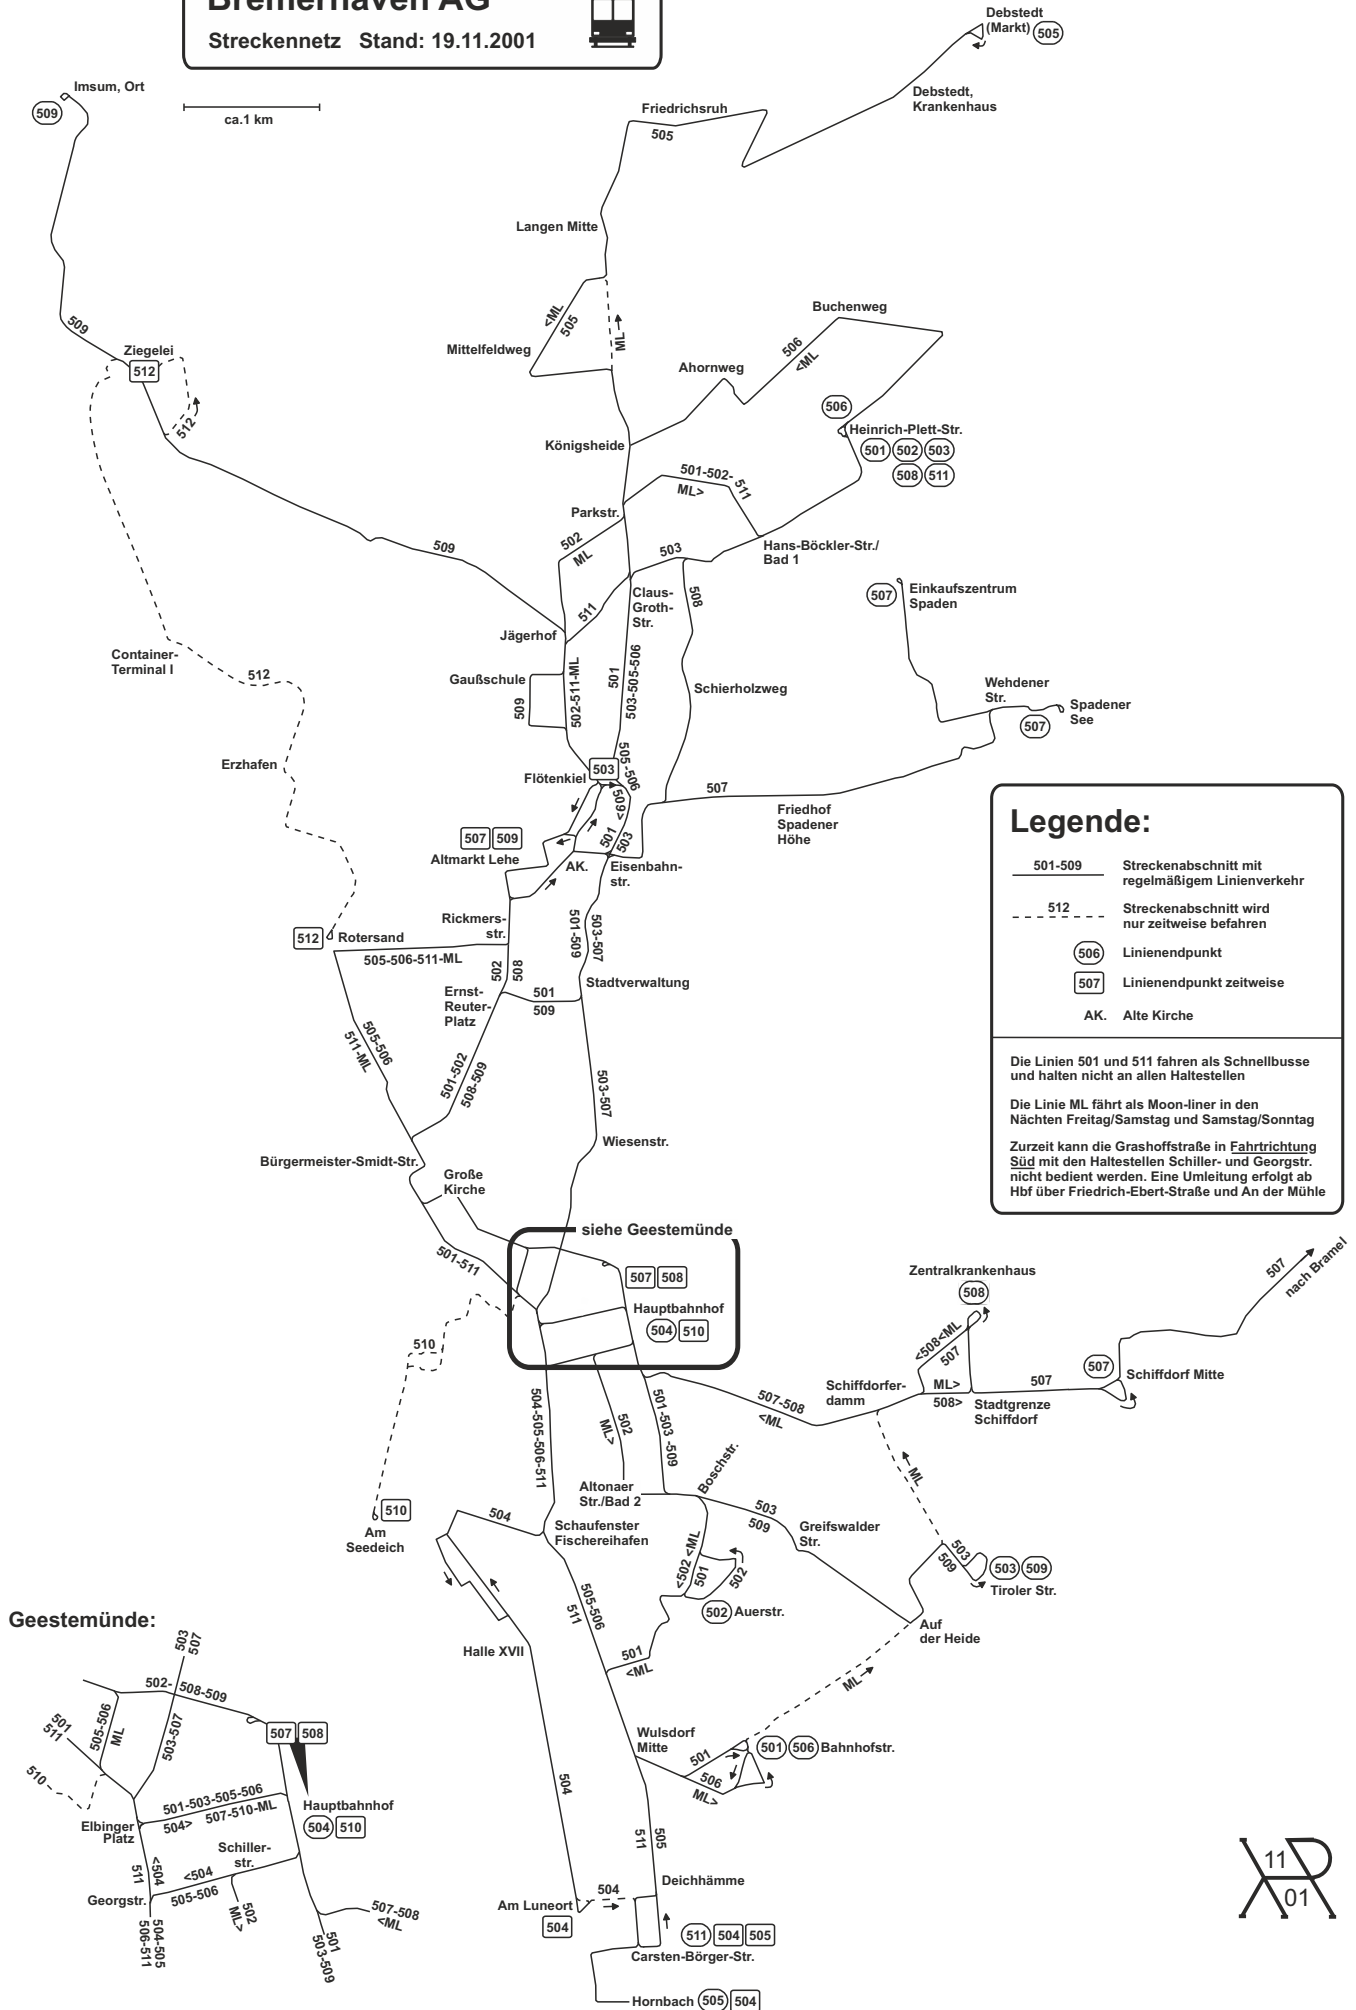 Bremerhaven AG
Streckennetz Stand: 19.11.2001
Debstedt
(Markt)
505
Imsum, Ort
509
ca.1 km
Debstedt,
Krankenhaus
Friedrichsruh
505
Langen Mitte
<ML
505
ML
Mittelfeldweg
Buchenweg
506
<ML
Ahornweg
509
Ziegelei
512
512
506
Heinrich-Plett-Str.
501 502 503
508 511
Königsheide
501-502-511
ML>
Parkstr.
502
ML
503
Hans-Böckler-Str./
Bad 1
509
511
Claus-
Groth-
Str.
508
507
Einkaufszentrum
Spaden
Jägerhof
Container-
Terminal I
512
Gaußschule
509
502-511-ML
501
503-505-506
Schierholzweg
Wehdener
Str.
507
Spadener
See
Erzhafen
Flötenkiel
503
505-506
509<
507
Friedhof
Spadener
Höhe
507 509
Altmarkt Lehe
501
503
AK.
Eisenbahn-
str.
Rickmers-
str.
512
Rotersand
505-506-511-ML
502
508
501-509
503-507
Stadtverwaltung
Ernst-
Reuter-
Platz
501
509
505-506
511-ML
501-502
508-509
503-507
Wiesenstr.
Bürgermeister-Smidt-Str.
Große
Kirche
Legende:
501-509
Streckenabschnitt mit
regelmäßigem Linienverkehr
512
Streckenabschnitt wird
nur zeitweise befahren
506
Linienendpunkt
507
Linienendpunkt zeitweise
AK. Alte Kirche
Die Linien 501 und 511 fahren als Schnellbusse
und halten nicht an allen Haltestellen
Die Linie ML fährt als Moon-liner in den
Nächten Freitag/Samstag und Samstag/Sonntag
Zurzeit kann die Grashoffstraße in Fahrtrichtung
Süd mit den Haltestellen Schiller- und Georgstr.
nicht bedient werden. Eine Umleitung erfolgt ab
Hbf über Friedrich-Ebert-Straße und An der Mühle
siehe Geestemünde
501-511
507 508
Hauptbahnhof
504 510
510
Zentralkrankenhaus
508
507
nach Bramel
<508<ML
507
Schiffdorfer-
damm
ML>
508>
507
Stadtgrenze
Schiffdorf
507
Schiffdorf Mitte
507-508
<ML
504-505-506-511
502
ML>
501-503-509
ML
Altonaer
Str./Bad 2
Boschstr.
503
509
Greifswalder
Str.
510
Am
Seedeich
504
Schaufenster
Fischereihafen
<502 <ML
501
502
502
Auerstr.
503
509
503 509
Tiroler Str.
Auf
der Heide
505-506
511
Halle XVII
501
<ML
ML
Wulsdorf
Mitte
501
506
ML>
501 506
Bahnhofstr.
504
511
505
Deichhämme
504
Am Luneort
504
511 504 505
Carsten-Börger-Str.
Hornbach
505 504
Geestemünde:
503
507
502-508-509
505-506
ML
501
511
503-507
507 508
510
501-503-505-506
504>
507-510-ML
Hauptbahnhof
504 510
Elbinger
Platz
Schiller-
str.
511
<504
<504
505-506
Georgstr.
502
ML>
507-508
<ML
504-505
506-511
501
503-509
11
01